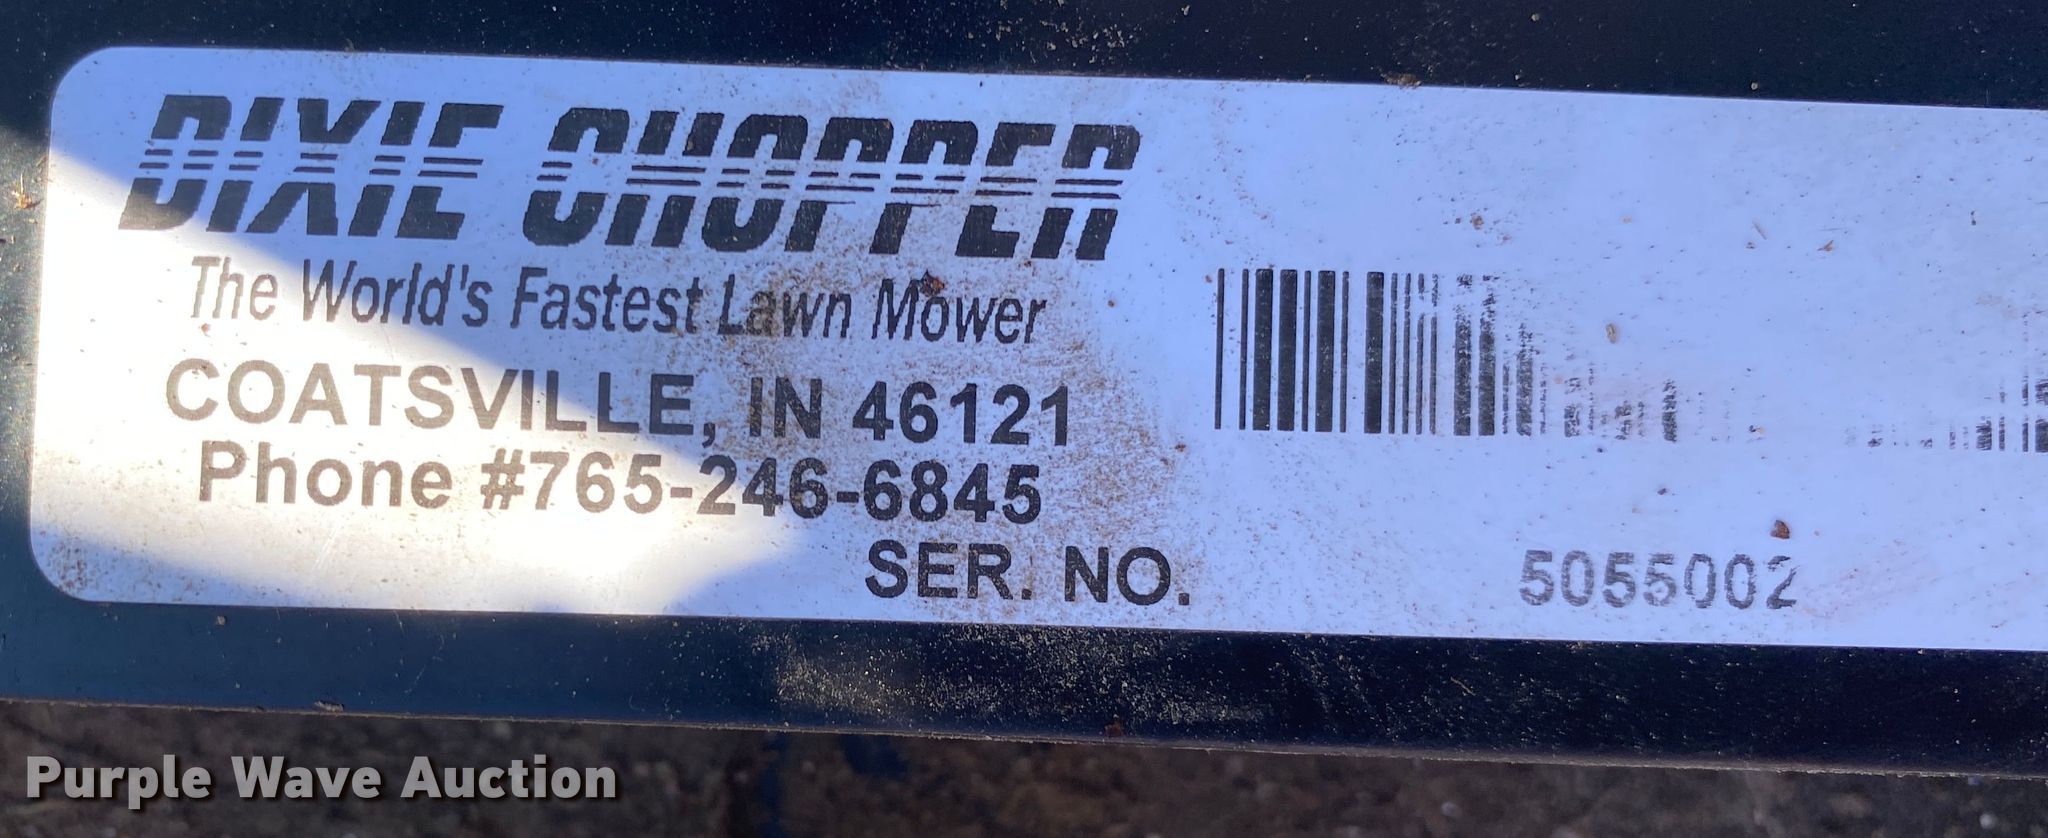 DIXIE CHOPPER
The World's Fastest Lawn Mower
COATSVILLE, IN 46121
Phone #765-246-6845
SER. NO. 5055002
Purple Wave Auction